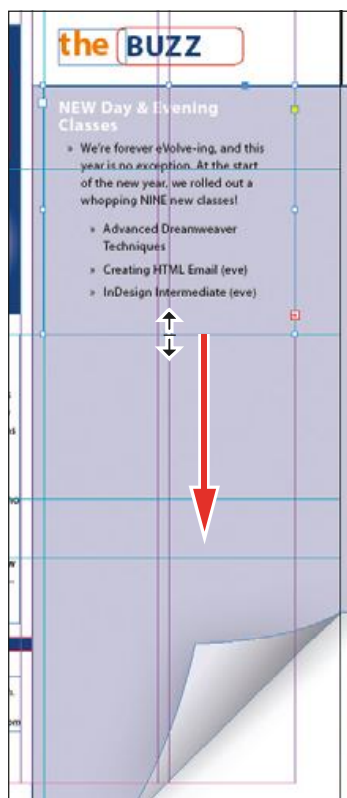 the BUZZ
NEW Day & Evening
Classes
» We're forever eVolve-ing, and this
year is no exception. At the start
of the new year, we rolled out a
whopping NINE new classes!
» Advanced Dreamweaver
Techniques
» Creating HTML Email (eve)
» InDesign Intermediate (eve)